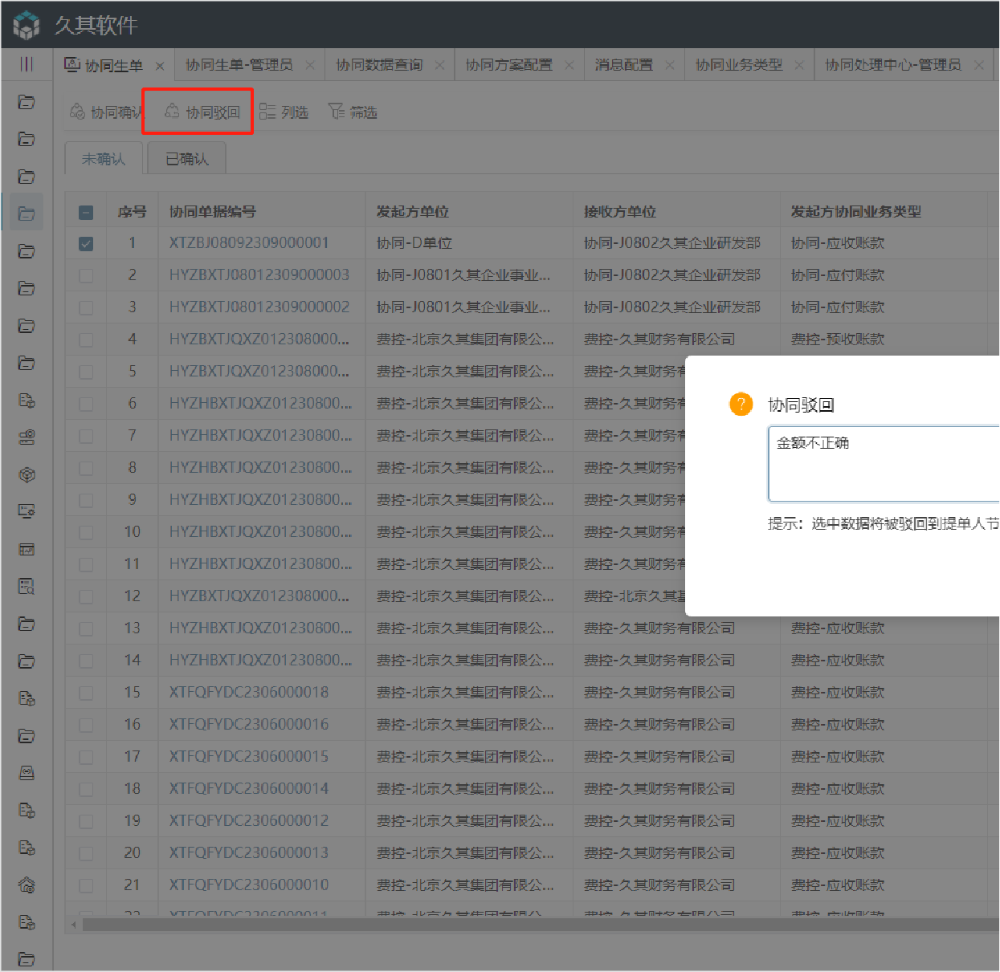 久其软件
协同生单 × 协同生单-管理员 × 协同数据查询 × 协同方案配置 × 消息配置 × 协同业务类型 × 协同处理中心-管理员 ×
协同确认 协同驳回 列选 筛选
未确认 已确认
序号 协同单据编号 发起方单位 接收方单位 发起方协同业务类型
1 XTZBJ08092309000001 协同-D单位 协同-J0802久其企业研发部 协同-应收账款
2 HYZBXTJ08012309000003 协同-J0801久其企业事业... 协同-J0802久其企业研发部 协同-应付账款
3 HYZBXTJ08012309000002 协同-J0801久其企业事业... 协同-J0802久其企业研发部 协同-应付账款
4 HYZBXTJQXZ012308000... 费控-北京久其集团有限公... 费控-久其财务有限公司 费控-预收账款
5 HYZBXTJQXZ012308000... 费控-北京久其集团有限公... 费控-久其财务有
6 HYZHBXTJQXZ01230800... 费控-北京久其集团有限公... 费控-久其财务有
7 HYZHBXTJQXZ01230800... 费控-北京久其集团有限公... 费控-久其财务有
8 HYZHBXTJQXZ01230800... 费控-北京久其集团有限公... 费控-久其财务有
9 HYZHBXTJQXZ01230800... 费控-北京久其集团有限公... 费控-久其财务有
10 HYZHBXTJQXZ01230800... 费控-北京久其集团有限公... 费控-久其财务有
11 HYZHBXTJQXZ01230800... 费控-北京久其集团有限公... 费控-久其财务有
12 HYZBXTJQXZ012308000... 费控-北京久其集团有限公... 费控-北京久其
13 HYZHBXTJQXZ01230800... 费控-北京久其集团有限公... 费控-久其财务有限公司 费控-应收账款
14 HYZHBXTJQXZ01230800... 费控-北京久其集团有限公... 费控-久其财务有限公司 费控-应收账款
15 XTFQFYDC2306000018 费控-北京久其集团有限公... 费控-久其财务有限公司 费控-应收账款
16 XTFQFYDC2306000016 费控-北京久其集团有限公... 费控-久其财务有限公司 费控-应收账款
17 XTFQFYDC2306000015 费控-北京久其集团有限公... 费控-久其财务有限公司 费控-应收账款
18 XTFQFYDC2306000014 费控-北京久其集团有限公... 费控-久其财务有限公司 费控-应收账款
19 XTFQFYDC2306000012 费控-北京久其集团有限公... 费控-久其财务有限公司 费控-应收账款
20 XTFQFYDC2306000013 费控-北京久其集团有限公... 费控-久其财务有限公司 费控-应收账款
21 XTFQFYDC2306000010 费控-北京久其集团有限公... 费控-久其财务有限公司 费控-应收账款
22 XTFQFYDC2306000011 费控-北京久其集团有限公... 费控-久其财务有限公司 费控-应收账款
? 协同驳回
金额不正确
提示：选中数据将被驳回到提单人节